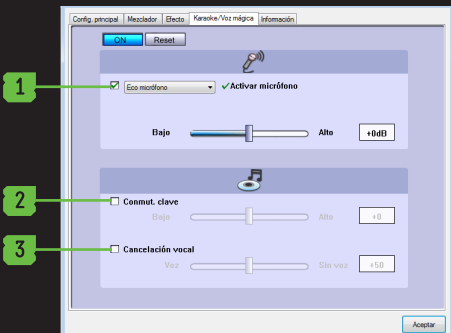 Config. principal Mezclador Efecto Karaoke/Voz mágica Información
ON Reset
1 Eco micrófono Activar micrófono
Bajo Alto +0dB
2 Conmut. clave
Bajo Alto +0
3 Cancelación vocal
Voz Sin voz +50
Aceptar